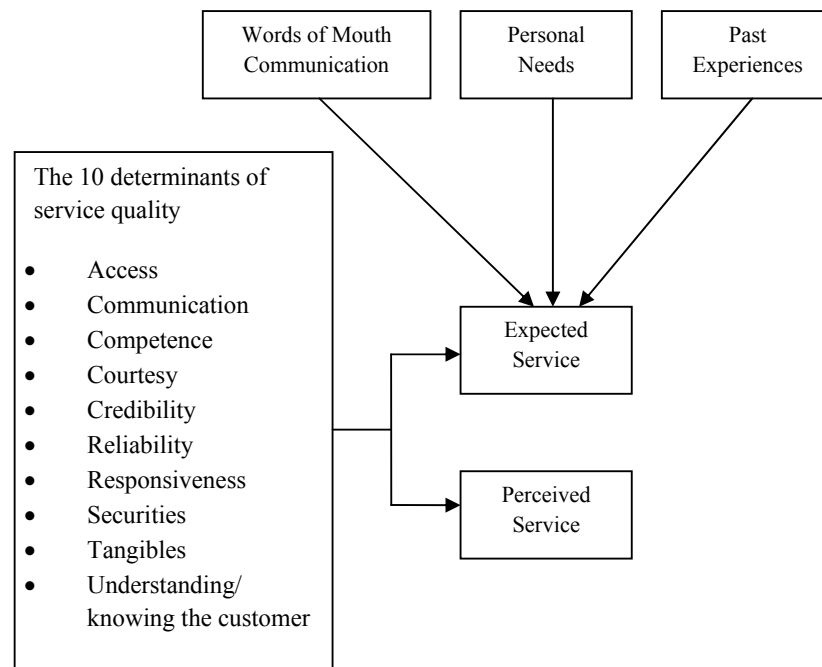 Words of Mouth
Communication
Personal
Needs
Past
Experiences
The 10 determinants of
service quality
• Access
• Communication
• Competence
• Courtesy
• Credibility
• Reliability
• Responsiveness
• Securities
• Tangibles
• Understanding/
knowing the customer
Expected
Service
Perceived
Service